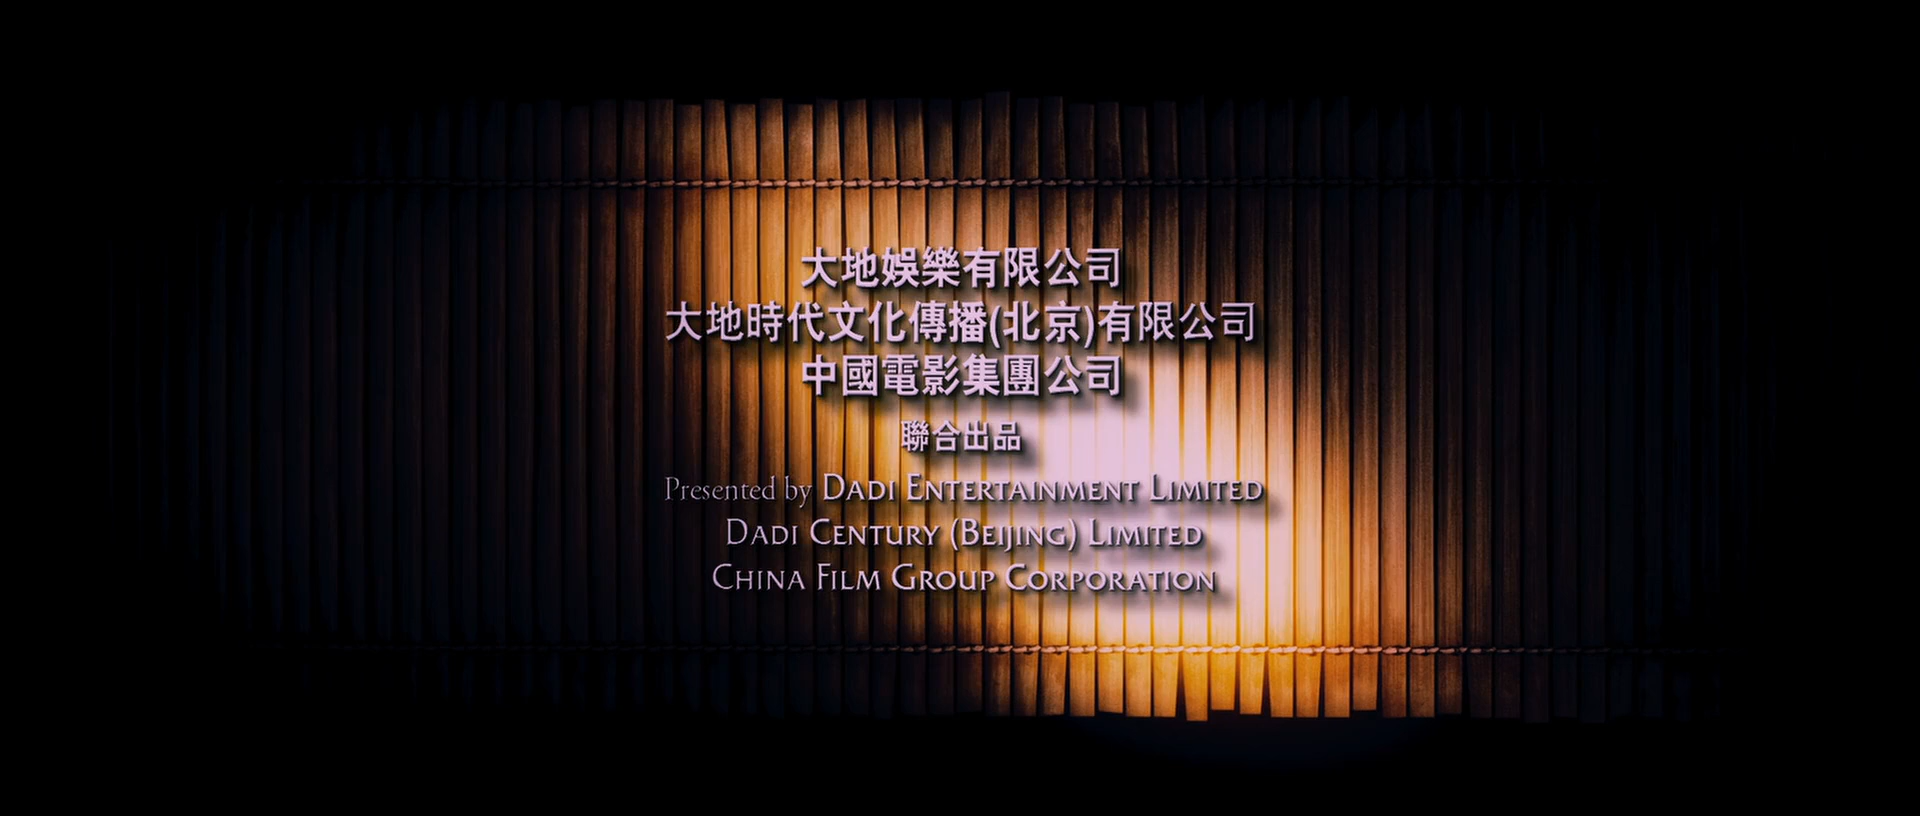 大地娛樂有限公司
大地時代文化傳播(北京)有限公司
中國電影集團公司
聯合出品
Presented by DADI ENTERTAINMENT LIMITED
DADI CENTURY (BEIJING) LIMITED
CHINA FILM GROUP CORPORATION